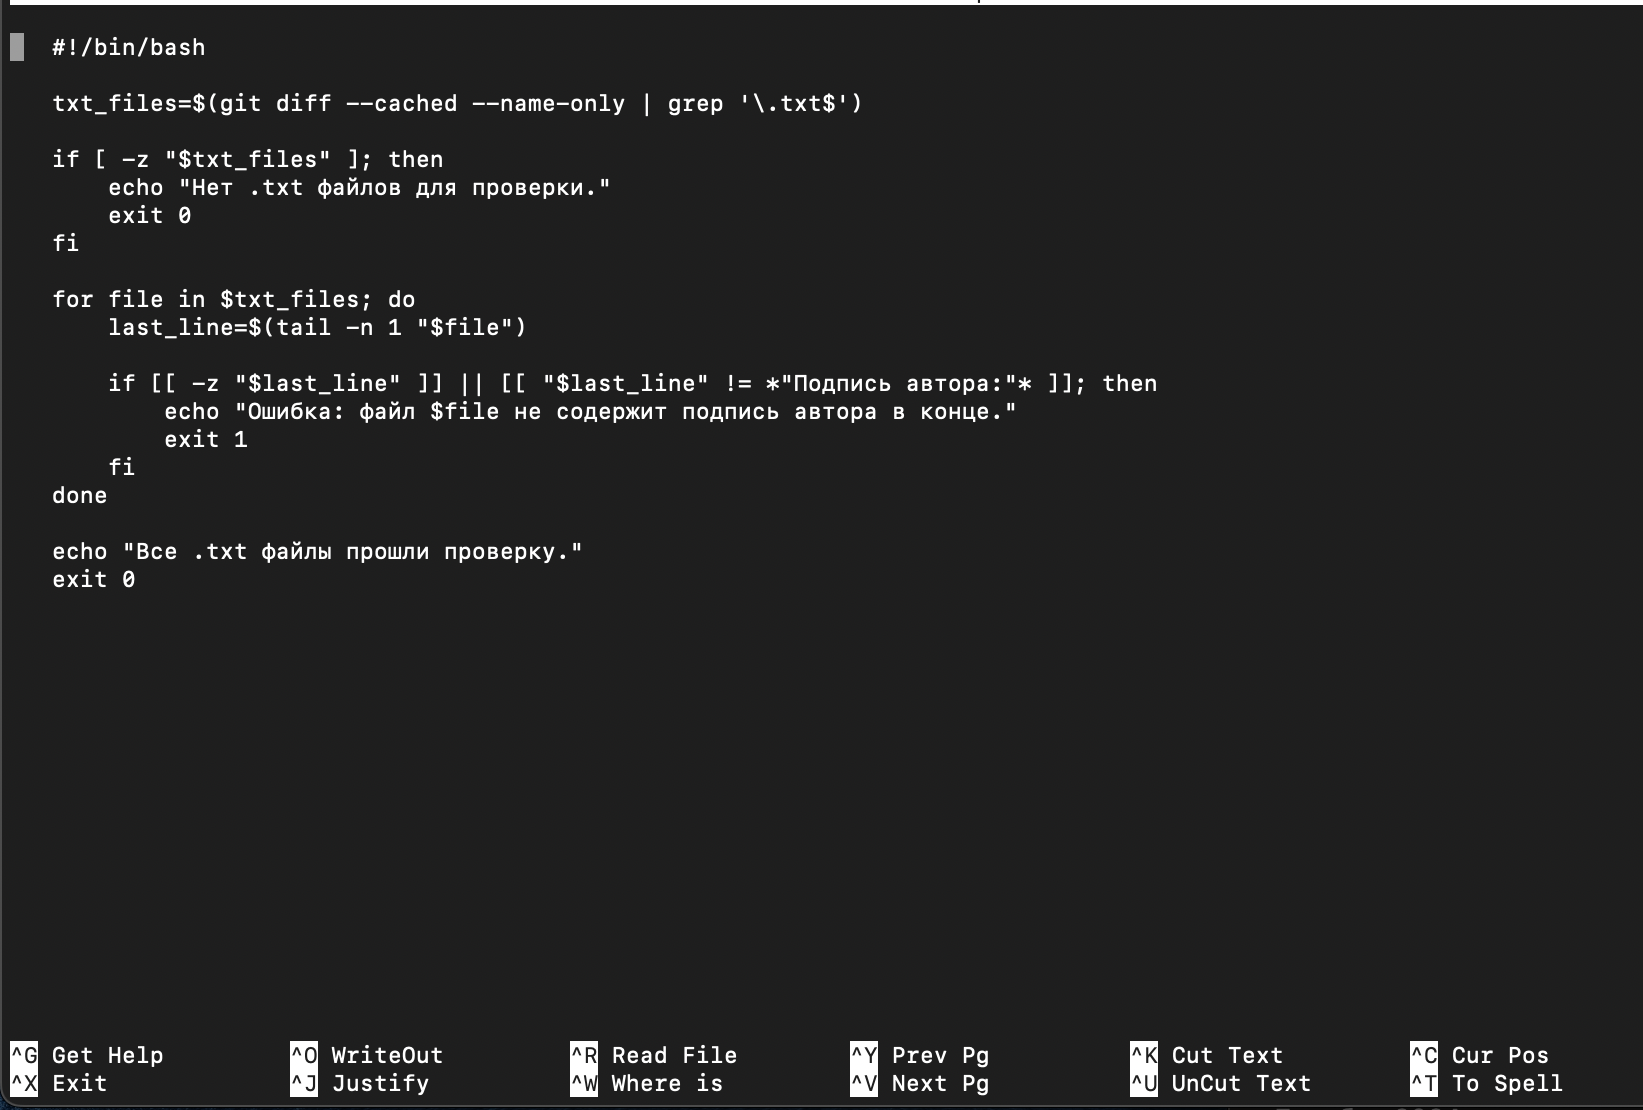 #!/bin/bash
txt_files=$(git diff --cached --name-only | grep '\.txt$')
if [ -z "$txt_files" ]; then
    echo "Нет .txt файлов для проверки."
    exit 0
fi
for file in $txt_files; do
    last_line=$(tail -n 1 "$file")
    if [[ -z "$last_line" ]] || [[ "$last_line" != *"Подпись автора:"* ]]; then
        echo "Ошибка: файл $file не содержит подпись автора в конце."
        exit 1
    fi
done
echo "Все .txt файлы прошли проверку."
exit 0
^G Get Help ^O WriteOut ^R Read File ^Y Prev Pg ^K Cut Text ^C Cur Pos
^X Exit ^J Justify ^W Where is ^V Next Pg ^U UnCut Text ^T To Spell